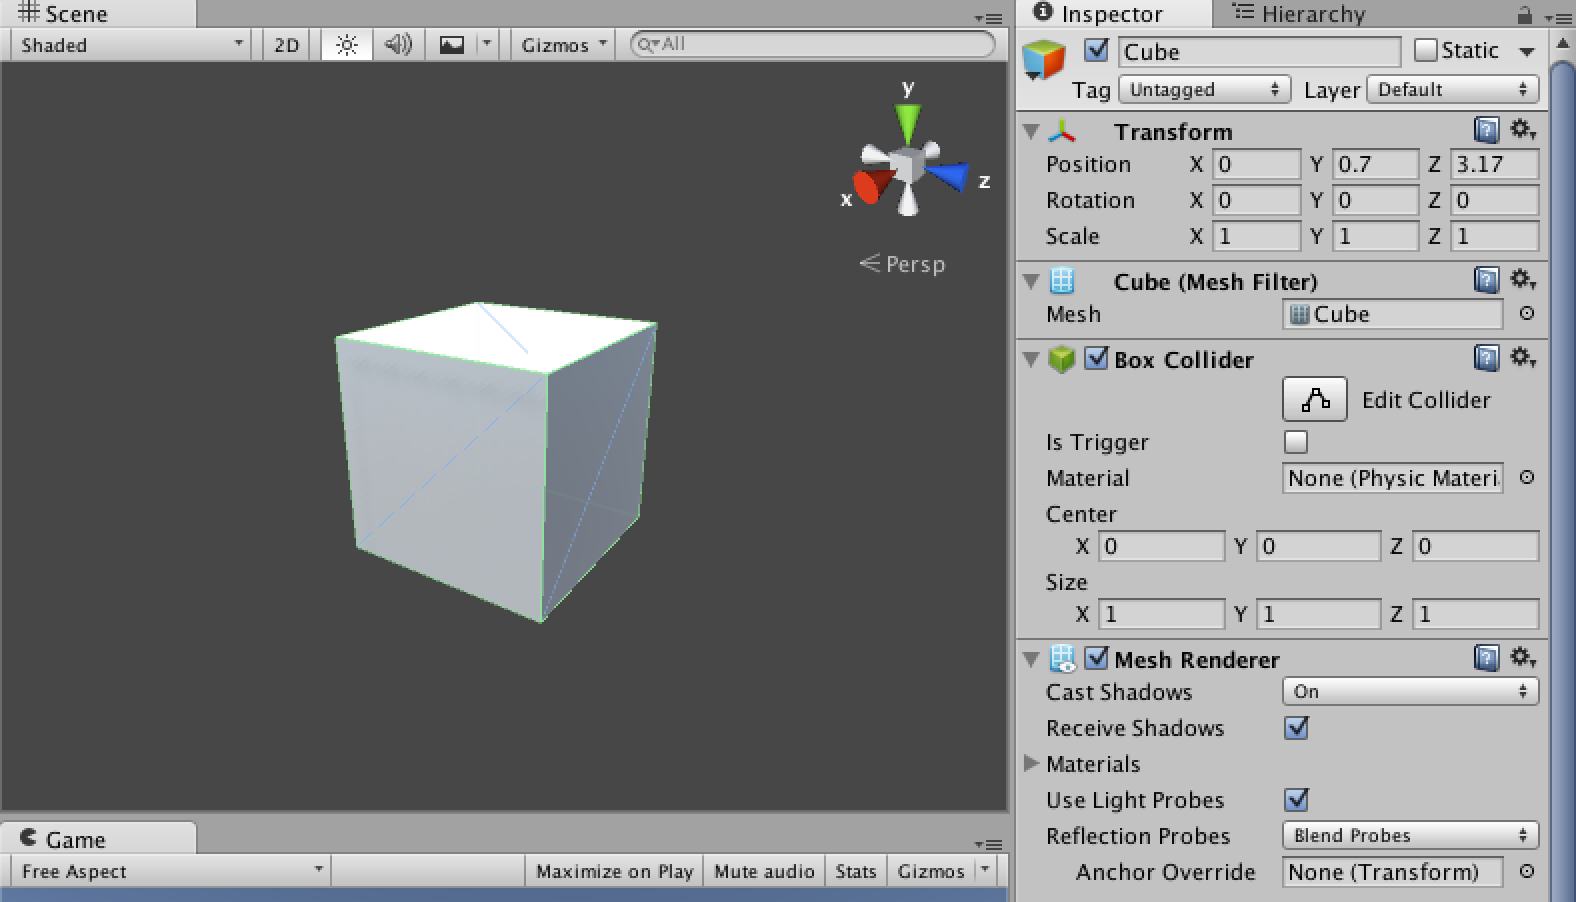 Scene
Shaded 2D Gizmos All
y
x z
Persp
Game
Free Aspect Maximize on Play Mute audio Stats Gizmos
Inspector Hierarchy
Cube Static
Tag Untagged Layer Default
Transform
Position X 0 Y 0.7 Z 3.17
Rotation X 0 Y 0 Z 0
Scale X 1 Y 1 Z 1
Cube (Mesh Filter)
Mesh Cube
Box Collider
Edit Collider
Is Trigger
Material None (Physic Materi
Center
X 0 Y 0 Z 0
Size
X 1 Y 1 Z 1
Mesh Renderer
Cast Shadows On
Receive Shadows
Materials
Use Light Probes
Reflection Probes Blend Probes
Anchor Override None (Transform)